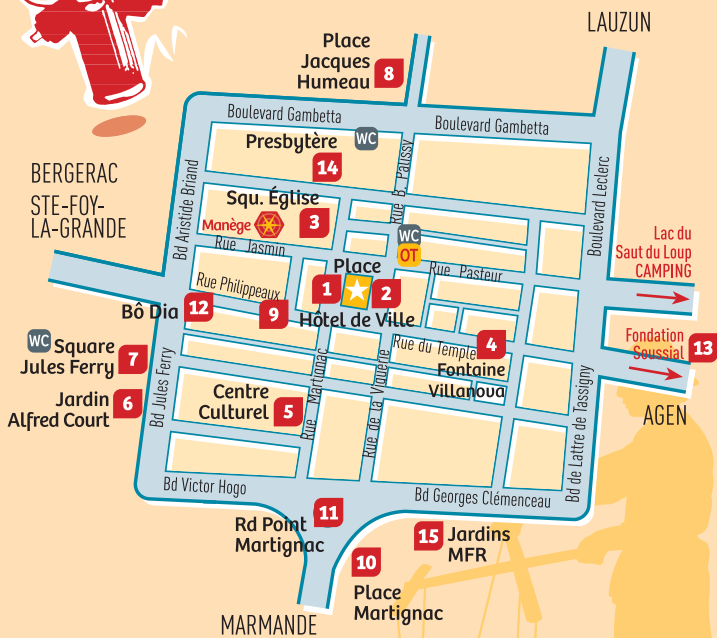 LAUZUN
Place
Jacques
Humeau
8
Boulevard Gambetta
Boulevard Gambetta
Presbytère
WC
14
Rue B. Palissy
BERGERAC
STE-FOY-
LA-GRANDE
Bd Aristide Briand
Boulevard Leclerc
Squ. Église
Manège
3
WC
OT
Rue Jasmin
Place
Rue Pasteur
Lac du
Saut du Loup
CAMPING
Rue Philippeaux
1
2
Hôtel de Ville
Bô Dia
12
9
WC
Square
Jules Ferry
7
Rue du Temple
4
Fontaine
Villanova
Fondation
Soussial
13
AGEN
Jardin
Alfred Court
6
Bd Jules Ferry
Centre
Culturel
5
Rue Martignac
Rue de la Viguerie
Bd de Lattre de Tassigny
Bd Victor Hogo
Bd Georges Clémenceau
11
Rd Point
Martignac
15
Jardins
MFR
10
Place
Martignac
MARMANDE